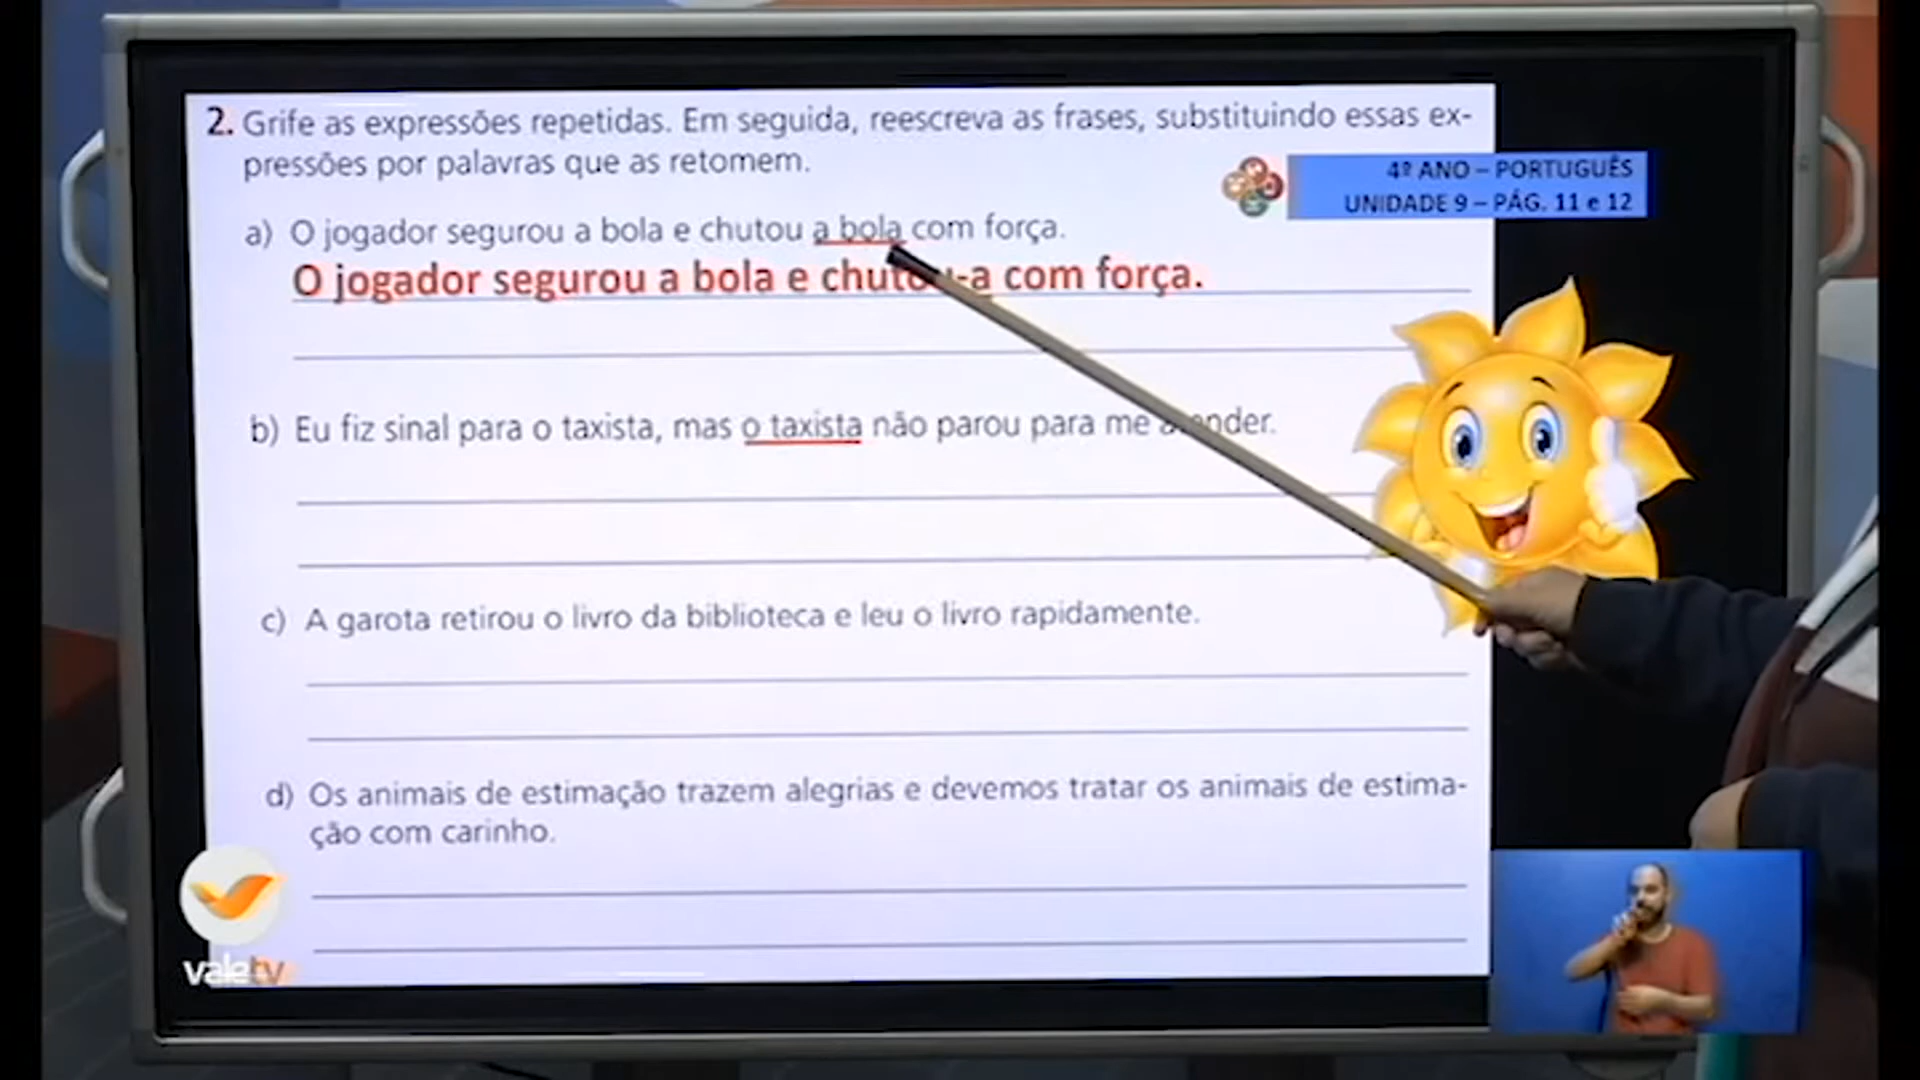 2. Grife as expressões repetidas. Em seguida, reescreva as frases, substituindo essas ex-
pressões por palavras que as retomem.
4º ANO – PORTUGUÊS
UNIDADE 9 – PÁG. 11 e 12
a) O jogador segurou a bola e chutou a bola com força.
O jogador segurou a bola e chutou-a com força.
b) Eu fiz sinal para o taxista, mas o taxista não parou para me atender.
c) A garota retirou o livro da biblioteca e leu o livro rapidamente.
d) Os animais de estimação trazem alegrias e devemos tratar os animais de estima-
ção com carinho.
valetv